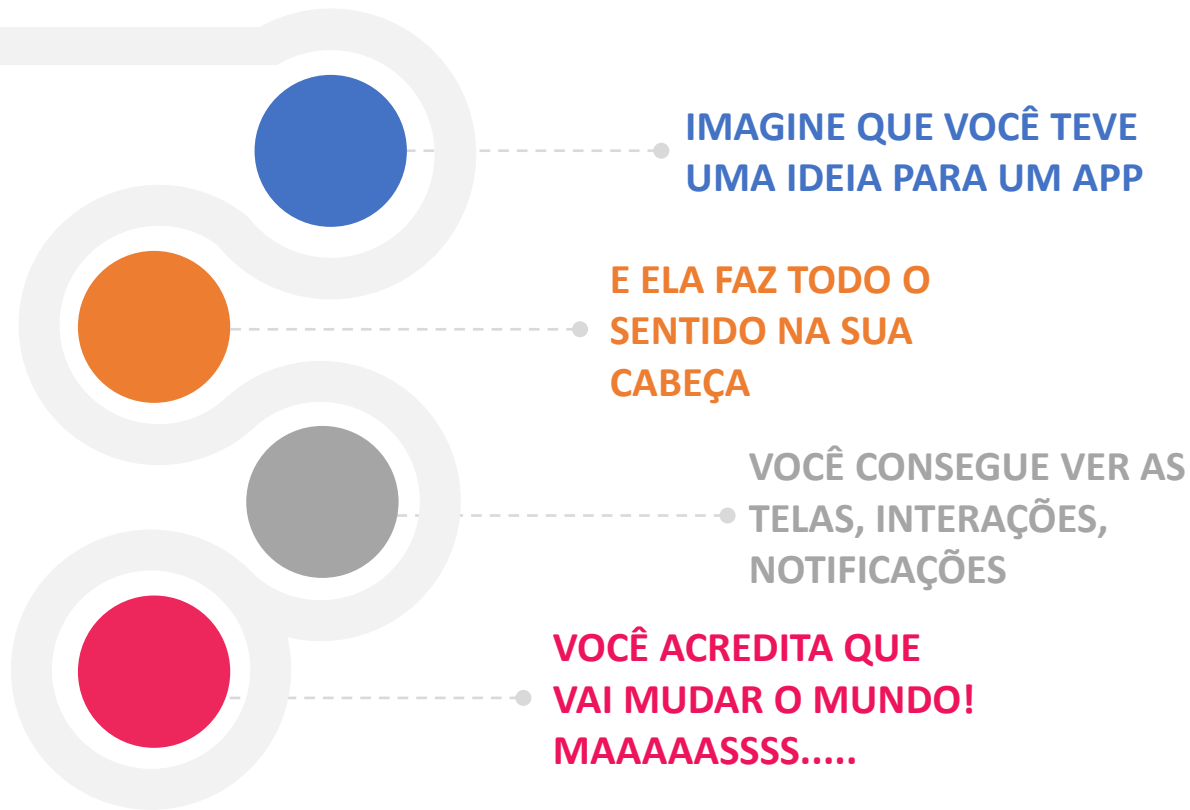 IMAGINE QUE VOCÊ TEVE
UMA IDEIA PARA UM APP
E ELA FAZ TODO O
SENTIDO NA SUA
CABEÇA
VOCÊ CONSEGUE VER AS
TELAS, INTERAÇÕES,
NOTIFICAÇÕES
VOCÊ ACREDITA QUE
VAI MUDAR O MUNDO!
MAAAAASSSS.....